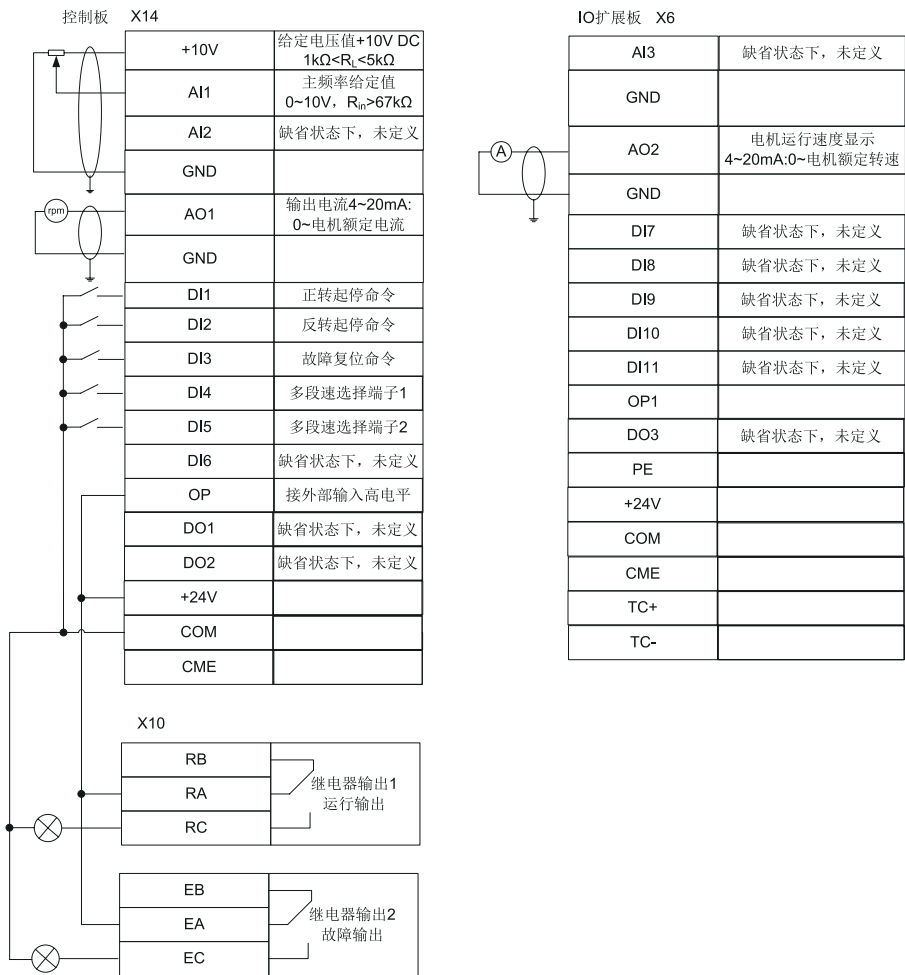 控制板 X14
+10V 给定电压值+10V DC
1kΩ<RL<5kΩ
AI1 主频率给定值
0~10V，Rin>67kΩ
AI2 缺省状态下，未定义
GND
rpm
AO1 输出电流4~20mA:
0~电机额定电流
GND
DI1 正转起停命令
DI2 反转起停命令
DI3 故障复位命令
DI4 多段速选择端子1
DI5 多段速选择端子2
DI6 缺省状态下，未定义
OP 接外部输入高电平
DO1 缺省状态下，未定义
DO2 缺省状态下，未定义
+24V
COM
CME
X10
RB
RA 继电器输出1
运行输出
RC
EB
EA 继电器输出2
故障输出
EC
IO扩展板 X6
AI3 缺省状态下，未定义
GND
A
AO2 电机运行速度显示
4~20mA:0~电机额定转速
GND
DI7 缺省状态下，未定义
DI8 缺省状态下，未定义
DI9 缺省状态下，未定义
DI10 缺省状态下，未定义
DI11 缺省状态下，未定义
OP1
DO3 缺省状态下，未定义
PE
+24V
COM
CME
TC+
TC-